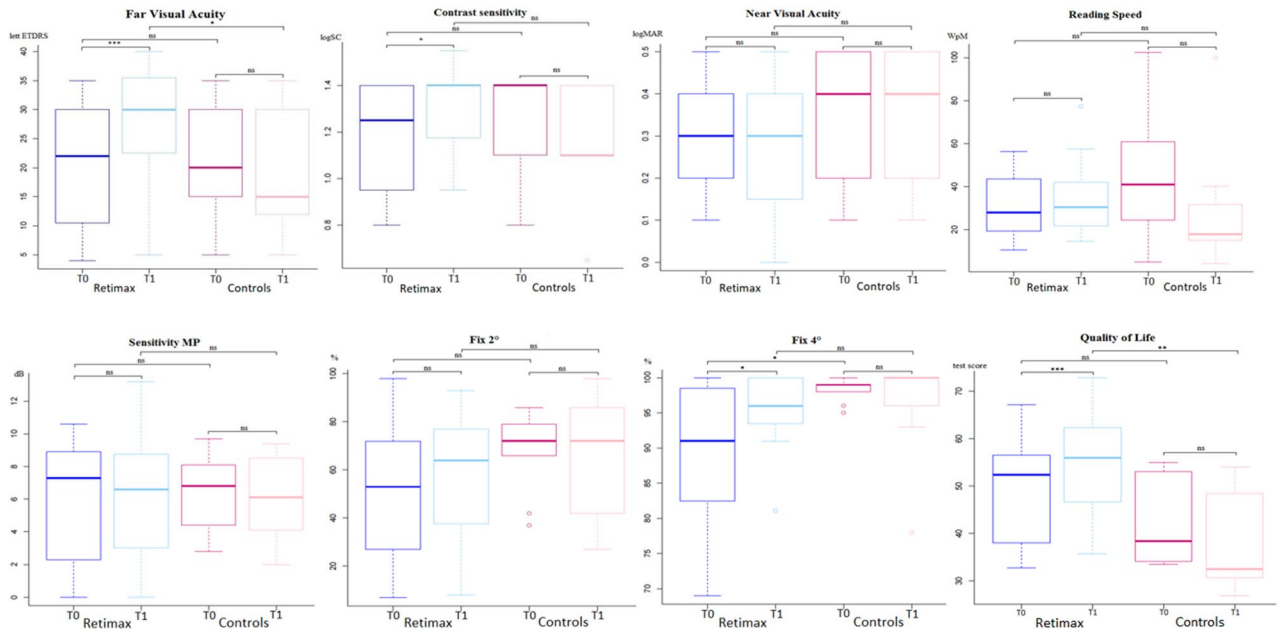 Far Visual Acuity
lett ETDRS
*
ns
***
ns
40
35
30
25
20
15
10
5
T0 T1 T0 T1
Retimax Controls
Contrast sensitivity
logSC
ns
ns
*
ns
1.4
1.2
1.0
0.8
T0 T1 T0 T1
Retimax Controls
Near Visual Acuity
logMAR
ns
ns
ns
ns
0.5
0.4
0.3
0.2
0.1
0.0
T0 T1 T0 T1
Retimax Controls
Reading Speed
WpM
ns
ns
ns
ns
100
80
60
40
20
T0 T1 T0 T1
Retimax Controls
Sensitivity MP
dB
ns
ns
ns
ns
12
10
8
6
4
2
0
T0 T1 T0 T1
Retimax Controls
Fix 2°
%
ns
ns
ns
ns
100
80
60
40
20
T0 T1 T0 T1
Retimax Controls
Fix 4°
%
ns
*
*
ns
100
95
90
85
80
75
70
T0 T1 T0 T1
Retimax Controls
Quality of Life
test score
**
ns
***
ns
70
60
50
40
30
T0 T1 T0 T1
Retimax Controls